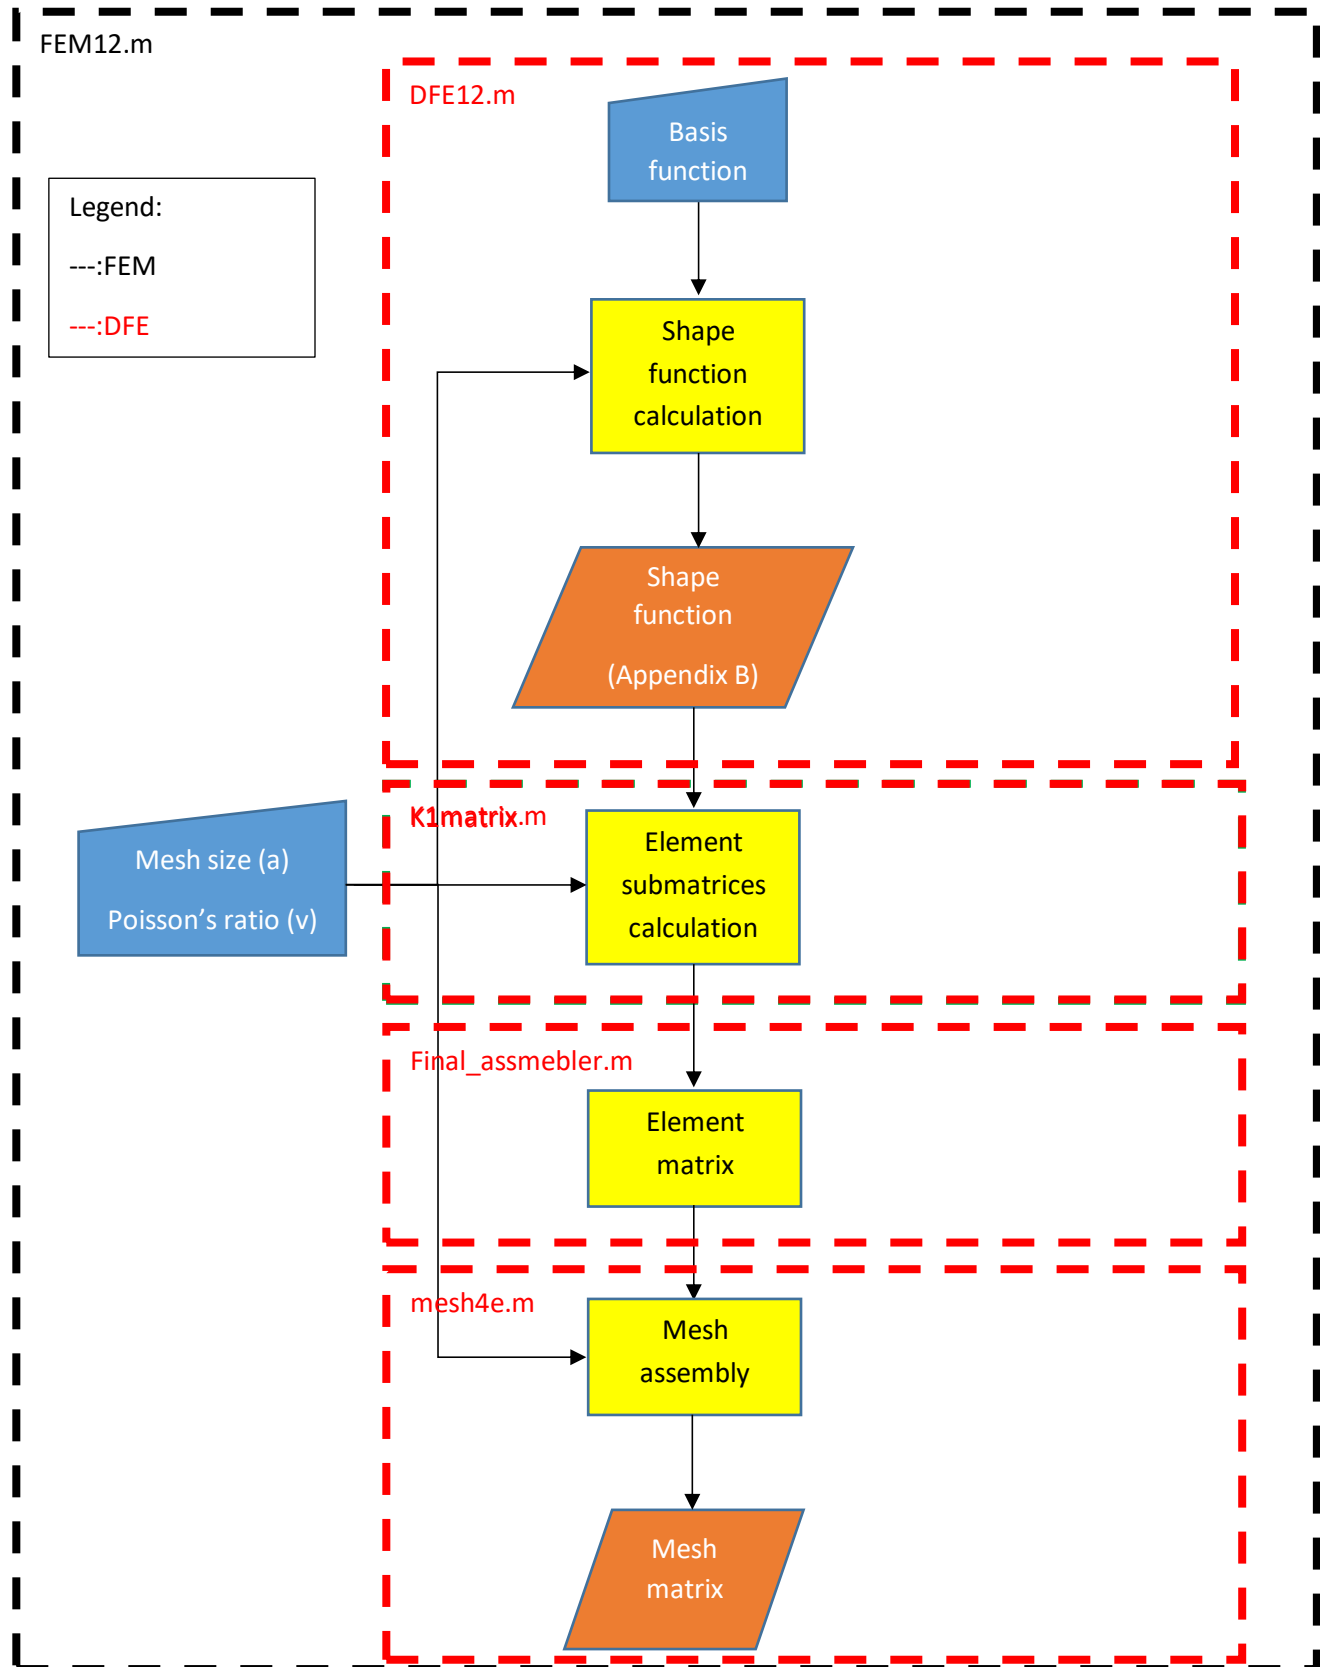 FEM12.m
DFE12.m
Basis
function
Legend:
---:FEM
---:DFE
Shape
function
calculation
Shape
function
(Appendix B)
K1matrix.m
Mesh size (a)
Poisson’s ratio (v)
Element
submatrices
calculation
Final_assmebler.m
Element
matrix
mesh4e.m
Mesh
assembly
Mesh
matrix